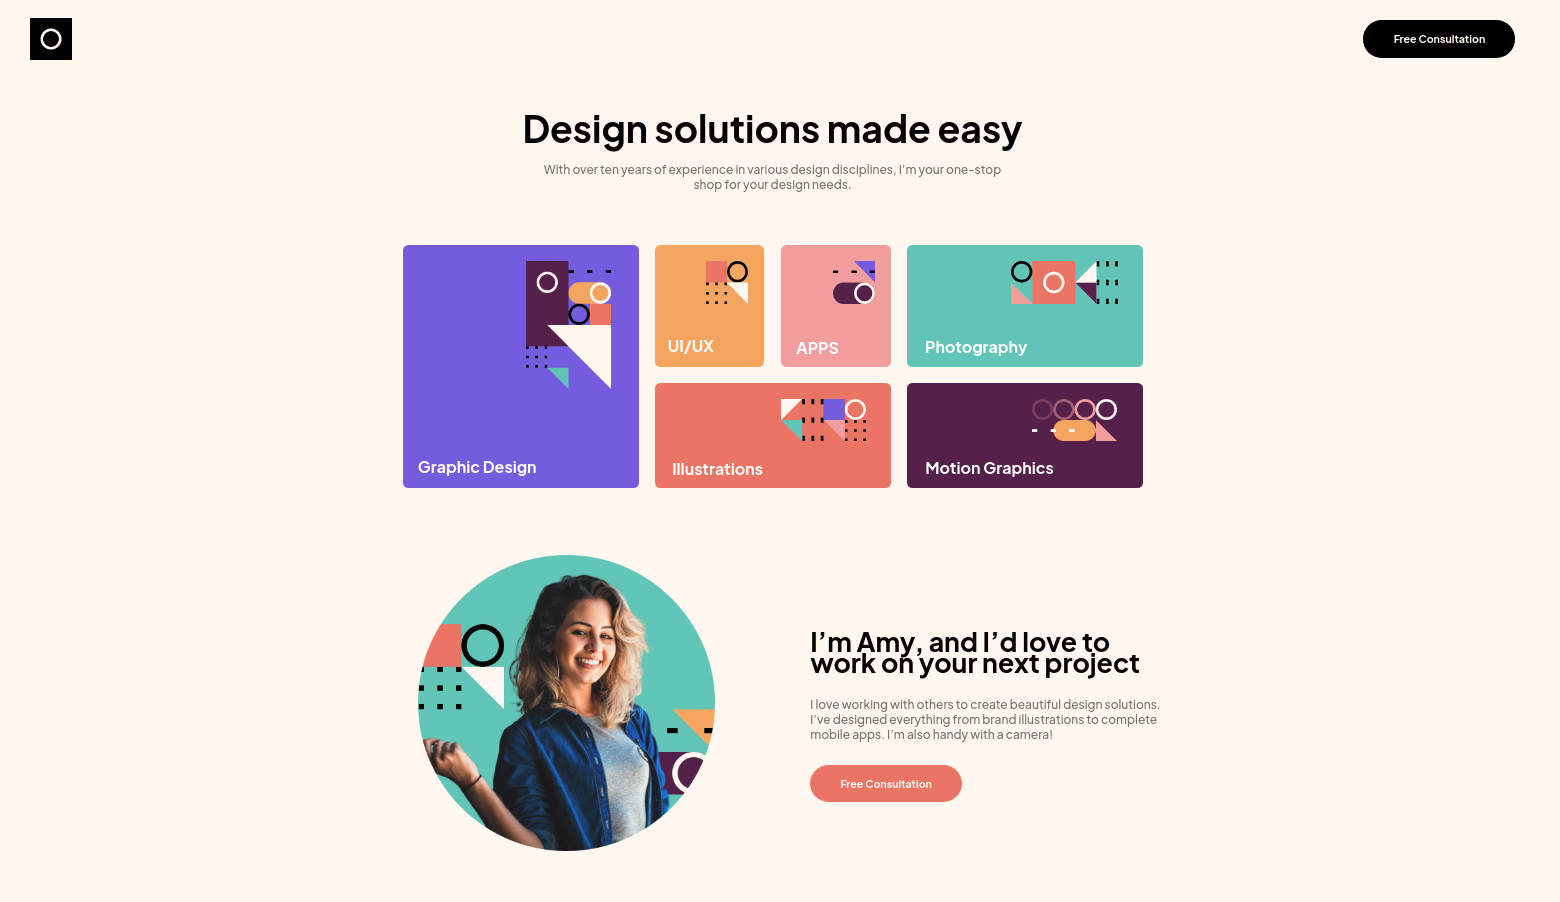 Free Consultation
Design solutions made easy
With over ten years of experience in various design disciplines, I’m your one-stop
shop for your design needs.
Graphic Design
UI/UX
APPS
Photography
Illustrations
Motion Graphics
I’m Amy, and I’d love to
work on your next project
I love working with others to create beautiful design solutions.
I’ve designed everything from brand illustrations to complete
mobile apps. I’m also handy with a camera!
Free Consultation